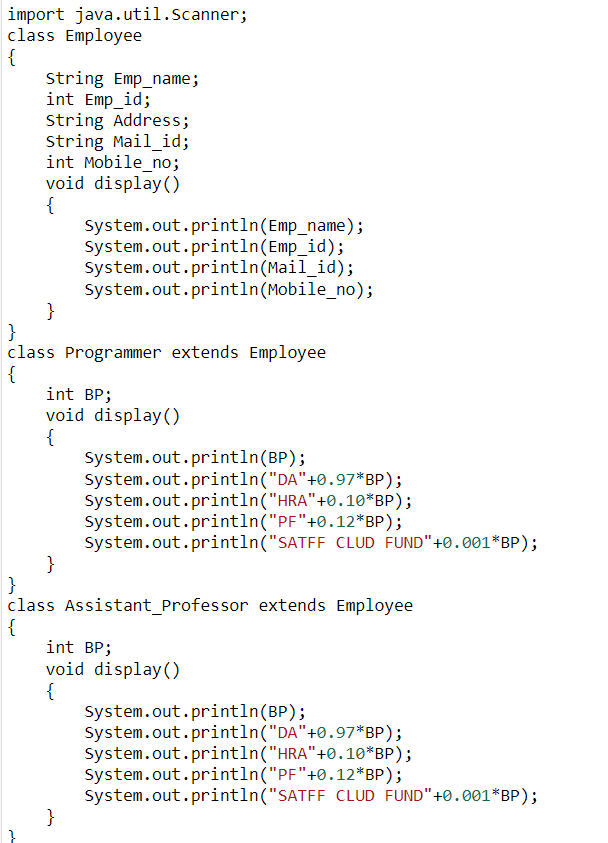 import java.util.Scanner;
class Employee
{
    String Emp_name;
    int Emp_id;
    String Address;
    String Mail_id;
    int Mobile_no;
    void display()
    {
        System.out.println(Emp_name);
        System.out.println(Emp_id);
        System.out.println(Mail_id);
        System.out.println(Mobile_no);
    }
}
class Programmer extends Employee
{
    int BP;
    void display()
    {
        System.out.println(BP);
        System.out.println("DA"+0.97*BP);
        System.out.println("HRA"+0.10*BP);
        System.out.println("PF"+0.12*BP);
        System.out.println("SATFF CLUD FUND"+0.001*BP);
    }
}
class Assistant_Professor extends Employee
{
    int BP;
    void display()
    {
        System.out.println(BP);
        System.out.println("DA"+0.97*BP);
        System.out.println("HRA"+0.10*BP);
        System.out.println("PF"+0.12*BP);
        System.out.println("SATFF CLUD FUND"+0.001*BP);
    }
}